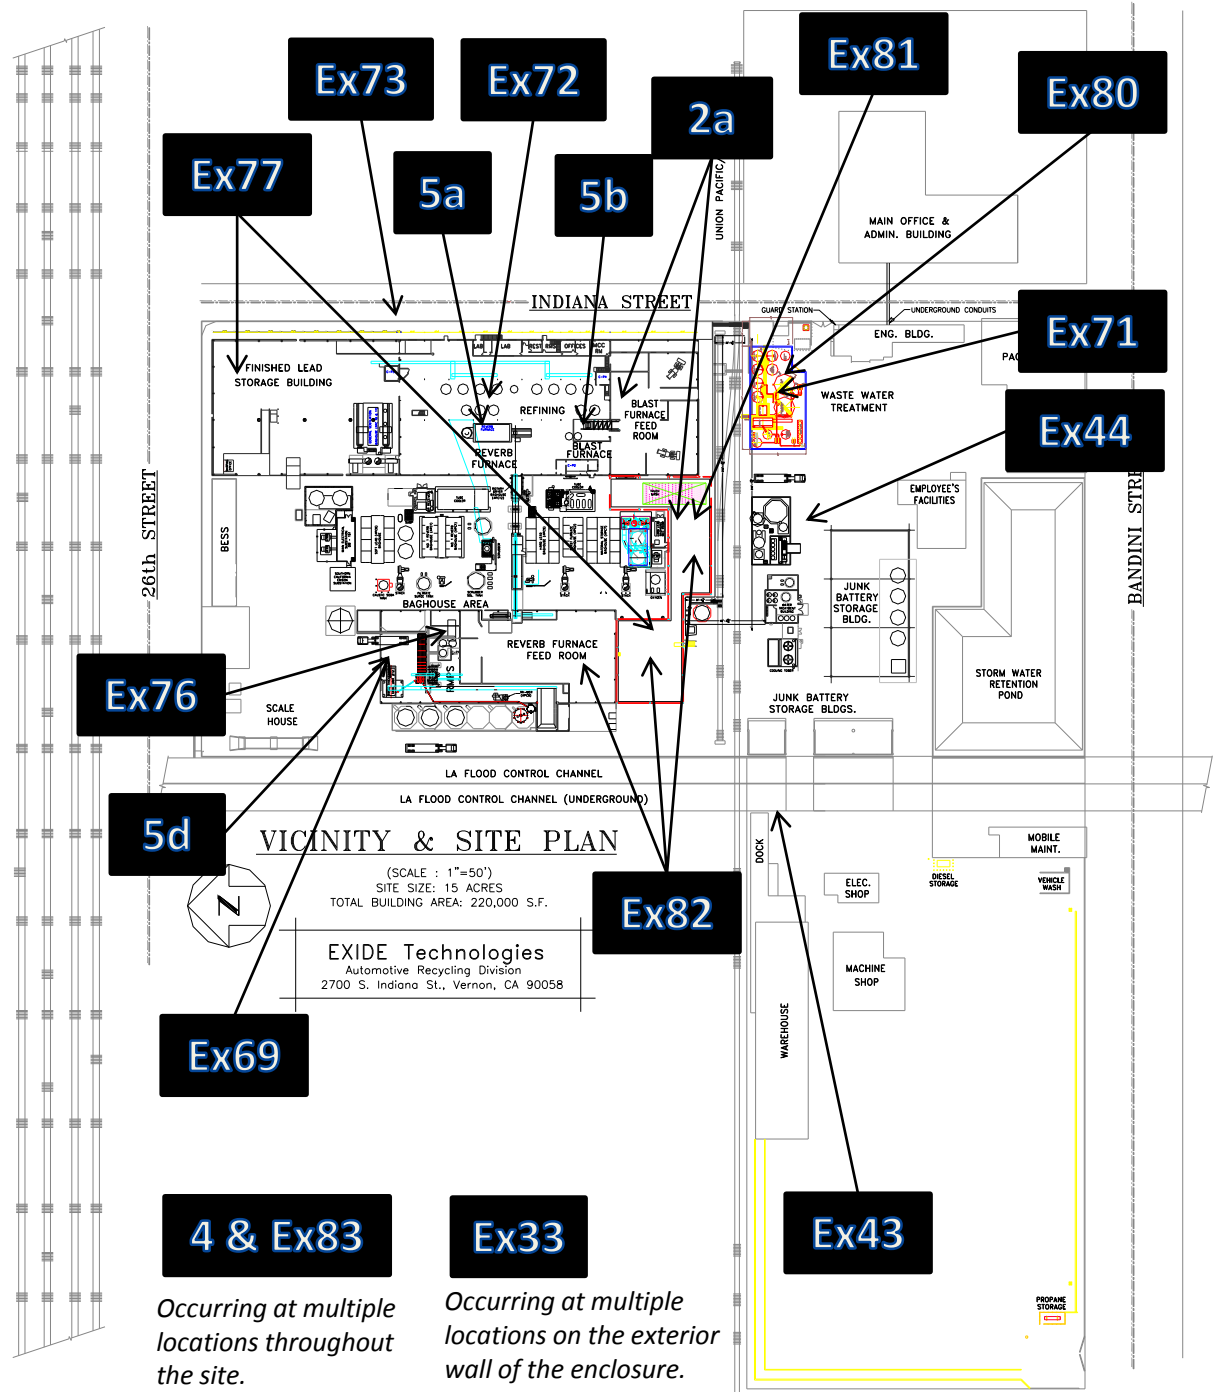 Ex73
Ex72
Ex81
Ex80
2a
Ex77
5a
5b
UNION PACIFIC/
MAIN OFFICE &
ADMIN. BUILDING
INDIANA STREET
GUARD STATION
UNDERGROUND CONDUITS
ENG. BLDG.
Ex71
LAB
LAB
REST RMS
OFFICES
MCC
RM
FINISHED LEAD
STORAGE BUILDING
REFINING
BLAST
FURNACE
FEED
ROOM
REVERB
FURNACE
BLAST
FURNACE
WASTE WATER
TREATMENT
Ex44
26th STREET
BESS
EMPLOYEE'S
FACILITIES
BANDINI STRE
BAGHOUSE AREA
JUNK
BATTERY
STORAGE
BLDG.
REVERB FURNACE
FEED ROOM
RMPS
Ex76
SCALE
HOUSE
JUNK BATTERY
STORAGE BLDGS.
STORM WATER
RETENTION
POND
LA FLOOD CONTROL CHANNEL
LA FLOOD CONTROL CHANNEL (UNDERGROUND)
5d
VICINITY & SITE PLAN
(SCALE : 1"=50')
SITE SIZE: 15 ACRES
TOTAL BUILDING AREA: 220,000 S.F.
N
DOCK
MOBILE
MAINT.
DIESEL
STORAGE
VEHICLE
WASH
ELEC.
SHOP
Ex82
EXIDE Technologies
Automotive Recycling Division
2700 S. Indiana St., Vernon, CA 90058
MACHINE
SHOP
WAREHOUSE
Ex69
4 & Ex83
Ex33
Ex43
Occurring at multiple
locations throughout
the site.
Occurring at multiple
locations on the exterior
wall of the enclosure.
PROPANE
STORAGE